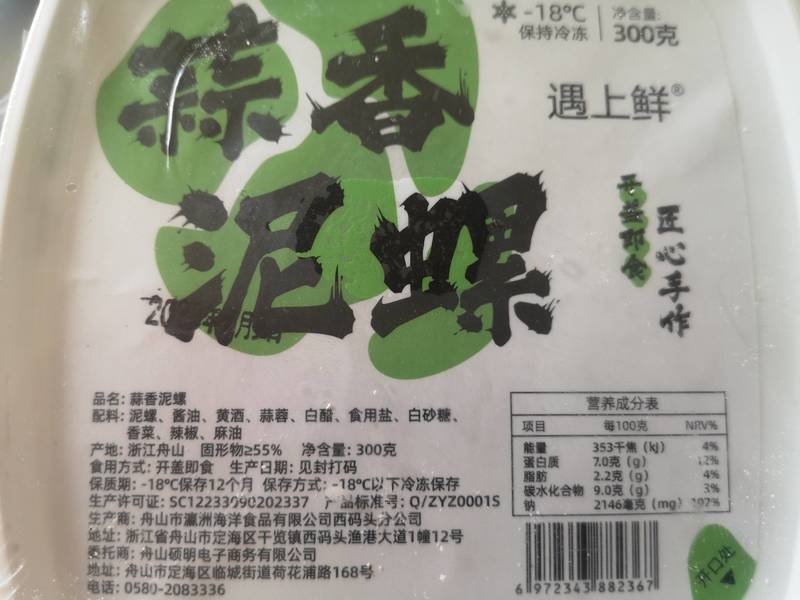 -18℃
保持冷冻
净含量:
300克
蒜香
泥螺
遇上鲜®
开盖即食
匠心手作
品名: 蒜香泥螺
配料: 泥螺、酱油、黄酒、蒜蓉、白醋、食用盐、白砂糖、
香菜、辣椒、麻油
产地: 浙江舟山 固形物≥55% 净含量: 300克
食用方式: 开盖即食 生产日期: 见封打码
保质期: -18℃保存12个月 保存方式: -18℃以下冷冻保存
生产许可证: SC12233090202337 产品标准号: Q/ZYZ0001S
生产商: 舟山市瀛洲海洋食品有限公司西码头分公司
地址: 浙江省舟山市定海区干览镇西码头渔港大道1幢12号
委托商: 舟山硕明电子商务有限公司
地址: 舟山市定海区临城街道荷花浦路168号
电话: 0580-2083336
营养成分表
项目 每100克 NRV%
能量 353千焦 (kj) 4%
蛋白质 7.0克 (g) 12%
脂肪 2.2克 (g) 4%
碳水化合物 9.0克 (g) 3%
钠 2146毫克 (mg) 107%
6 972343 882367
开口处